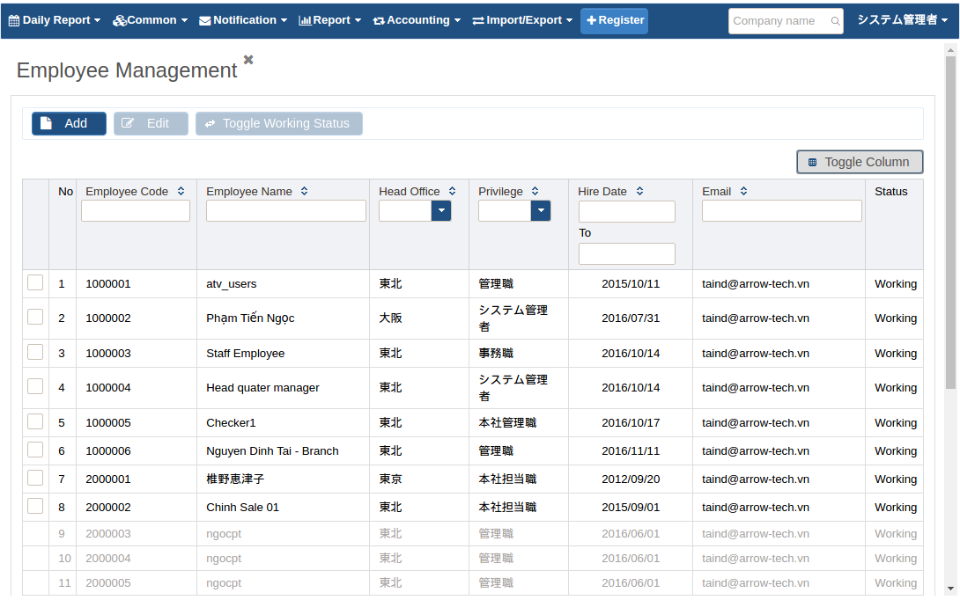 Daily Report Common Notification Report Accounting Import/Export Register Company name システム管理者
Employee Management
Add Edit Toggle Working Status
Toggle Column
No Employee Code Employee Name Head Office Privilege Hire Date Email Status
To
1 1000001 atv_users 東北 管理職 2015/10/11 taind@arrow-tech.vn Working
2 1000002 Phạm Tiến Ngọc 大阪 システム管理者 2016/07/31 taind@arrow-tech.vn Working
3 1000003 Staff Employee 東北 事務職 2016/10/14 taind@arrow-tech.vn Working
4 1000004 Head quater manager 東北 システム管理者 2016/10/14 taind@arrow-tech.vn Working
5 1000005 Checker1 東北 本社管理職 2016/10/17 taind@arrow-tech.vn Working
6 1000006 Nguyen Dinh Tai - Branch 東北 管理職 2016/11/11 taind@arrow-tech.vn Working
7 2000001 椎野恵津子 東京 本社担当職 2012/09/20 taind@arrow-tech.vn Working
8 2000002 Chinh Sale 01 東北 本社担当職 2015/09/01 taind@arrow-tech.vn Working
9 2000003 ngocpt 東北 管理職 2016/06/01 taind@arrow-tech.vn Working
10 2000004 ngocpt 東北 管理職 2016/06/01 taind@arrow-tech.vn Working
11 2000005 ngocpt 東北 管理職 2016/06/01 taind@arrow-tech.vn Working